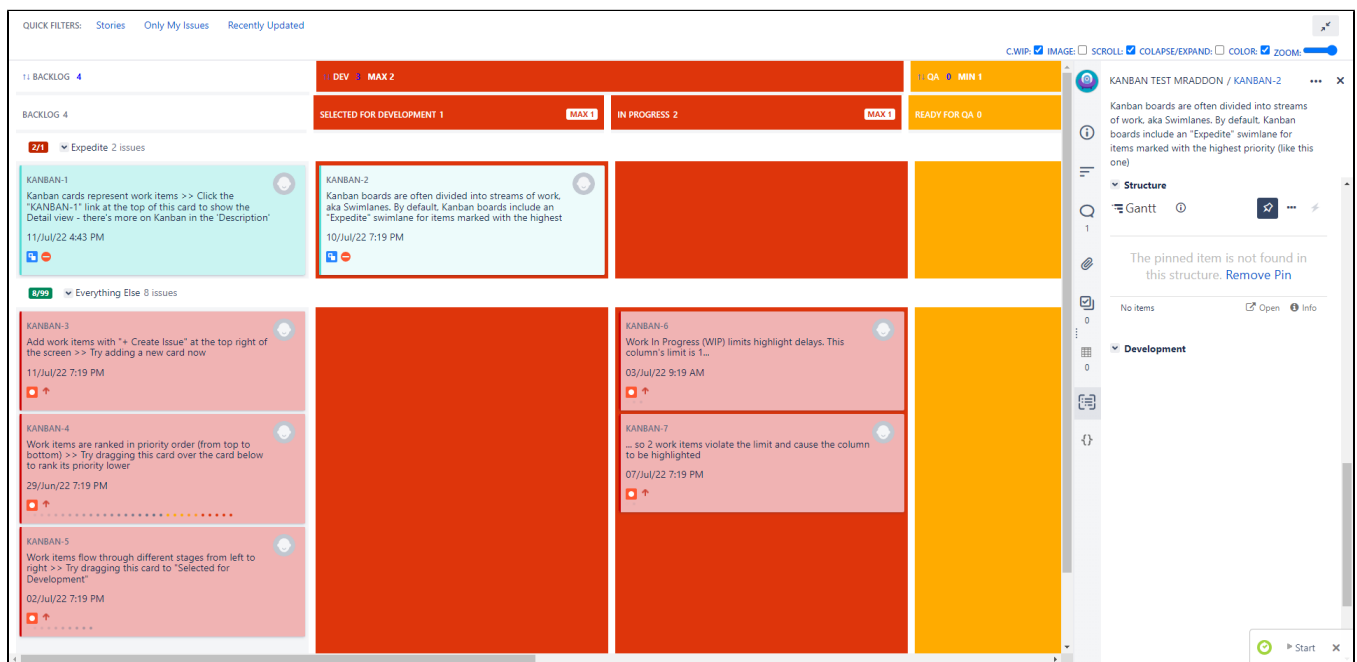 QUICK FILTERS: Stories Only My Issues Recently Updated
C.WIP: IMAGE: SCROLL: COLAPSE/EXPAND: COLOR: ZOOM:
BACKLOG 4
DEV 3 MAX 2
QA 0 MIN 1
BACKLOG 4
SELECTED FOR DEVELOPMENT 1 MAX 1
IN PROGRESS 2 MAX 1
READY FOR QA 0
2/1 Expedite 2 issues
KANBAN-1
Kanban cards represent work items >> Click the
"KANBAN-1" link at the top of this card to show the
Detail view - there's more on Kanban in the 'Description'
11/Jul/22 4:43 PM
KANBAN-2
Kanban boards are often divided into streams of work,
aka Swimlanes. By default, Kanban boards include an
"Expedite" swimlane for items marked with the highest
10/Jul/22 7:19 PM
8/99 Everything Else 8 issues
KANBAN-3
Add work items with "+ Create Issue" at the top right of
the screen >> Try adding a new card now
11/Jul/22 7:19 PM
KANBAN-4
Work items are ranked in priority order (from top to
bottom) >> Try dragging this card over the card below
to rank its priority lower
29/Jun/22 7:19 PM
KANBAN-5
Work items flow through different stages from left to
right >> Try dragging this card to "Selected for
Development"
02/Jul/22 7:19 PM
KANBAN-6
Work In Progress (WIP) limits highlight delays. This
column's limit is 1...
03/Jul/22 9:19 AM
KANBAN-7
... so 2 work items violate the limit and cause the column
to be highlighted
07/Jul/22 7:19 PM
KANBAN TEST MRADDON / KANBAN-2
Kanban boards are often divided into streams
of work, aka Swimlanes. By default, Kanban
boards include an "Expedite" swimlane for
items marked with the highest priority (like this
one)
Structure
Gantt
1
The pinned item is not found in
this structure. Remove Pin
No items Open Info
0
Development
0
{}
Start